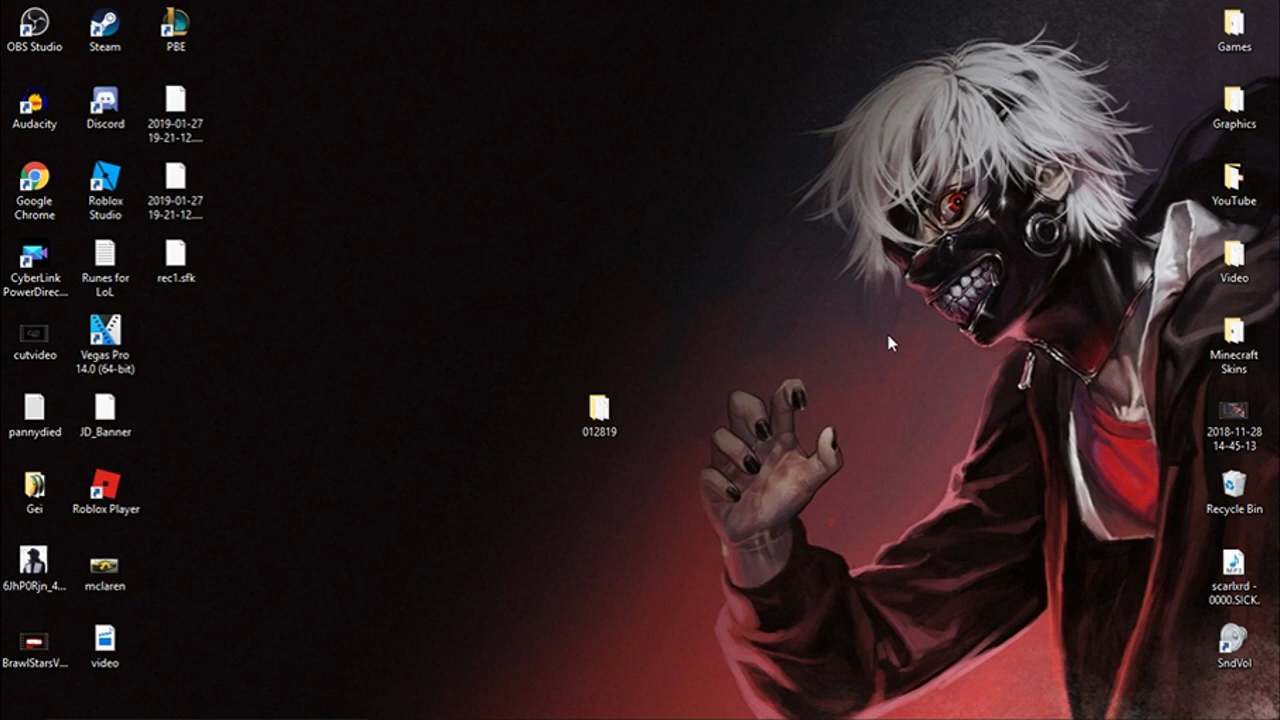 OBS Studio
Steam
PBE
Games
Audacity
Discord
2019-01-27
19-21-12....
Graphics
Google
Chrome
Roblox
Studio
2019-01-27
19-21-12....
YouTube
CyberLink
PowerDirec...
Runes for
LoL
rec1.sfk
Video
cutvideo
Vegas Pro
14.0 (64-bit)
Minecraft
Skins
pannydied
JD_Banner
012819
2018-11-28
14-45-13
Gei
Roblox Player
Recycle Bin
6JhP0Rjn_4...
mclaren
scarlxrd -
0000.SICK.
BrawlStarsV...
video
SndVol